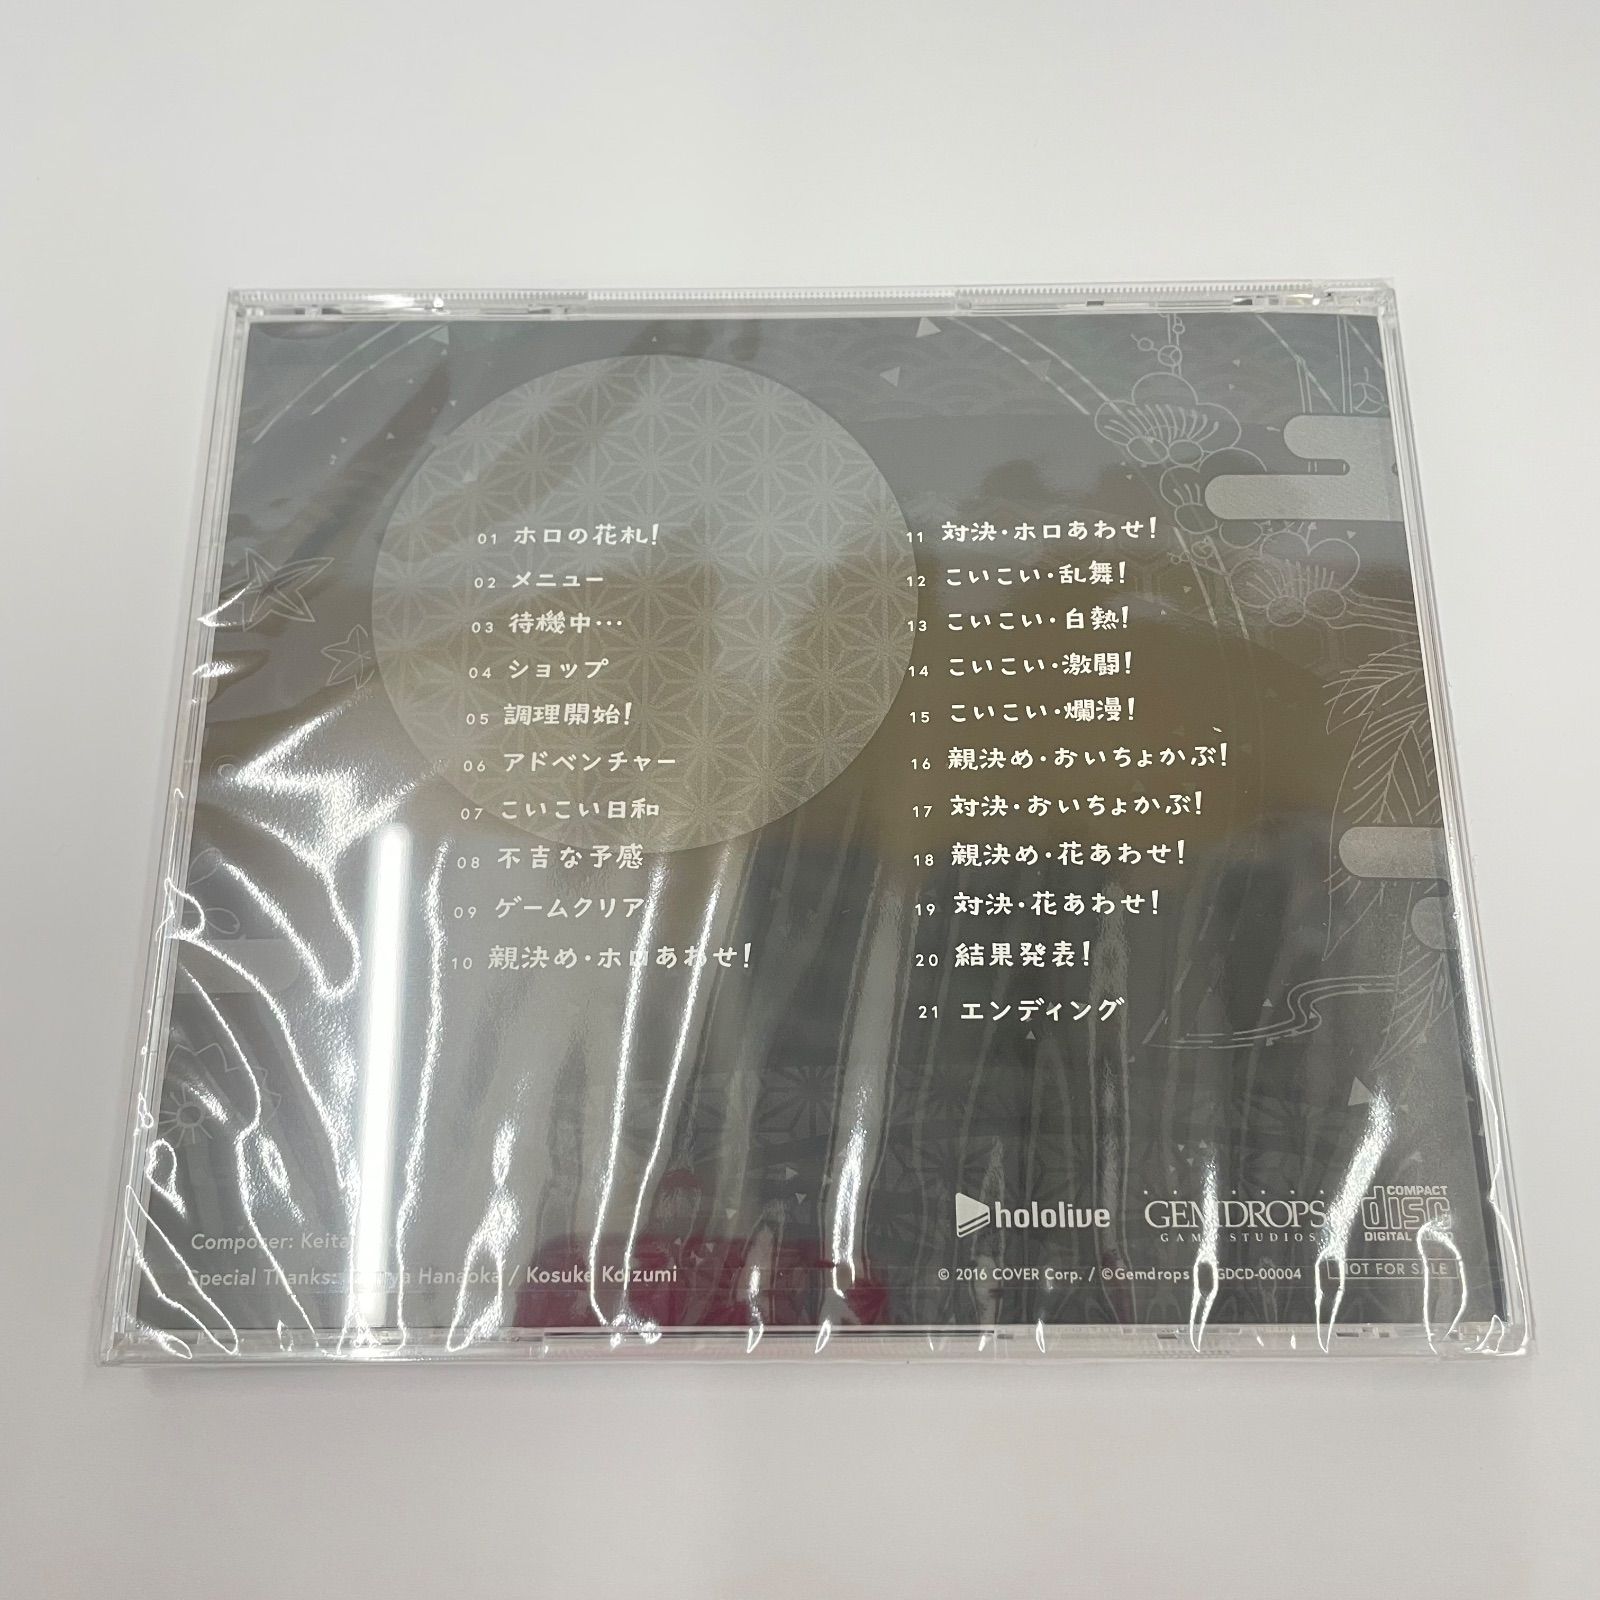 01 ホロの花札!
02 メニュー
03 待機中…
04 ショップ
05 調理開始!
06 アドベンチャー
07 こいこい日和
08 不吉な予感
09 ゲームクリア
10 親決め・ホロあわせ!
11 対決・ホロあわせ!
12 こいこい・乱舞!
13 こいこい・白熱!
14 こいこい・激闘!
15 こいこい・爛漫!
16 親決め・おいちょかぶ!
17 対決・おいちょかぶ!
18 親決め・花あわせ!
19 対決・花あわせ!
20 結果発表!
21 エンディング
hololive
GEMDROPS
GAME STUDIOS
COMPACT
disc
DIGITAL AUDIO
Composer: Keita
Special Thanks: Hanaoka / Kosuke Koizumi
© 2016 COVER Corp. / ©Gemdrops GDCD-00004
NOT FOR SALE